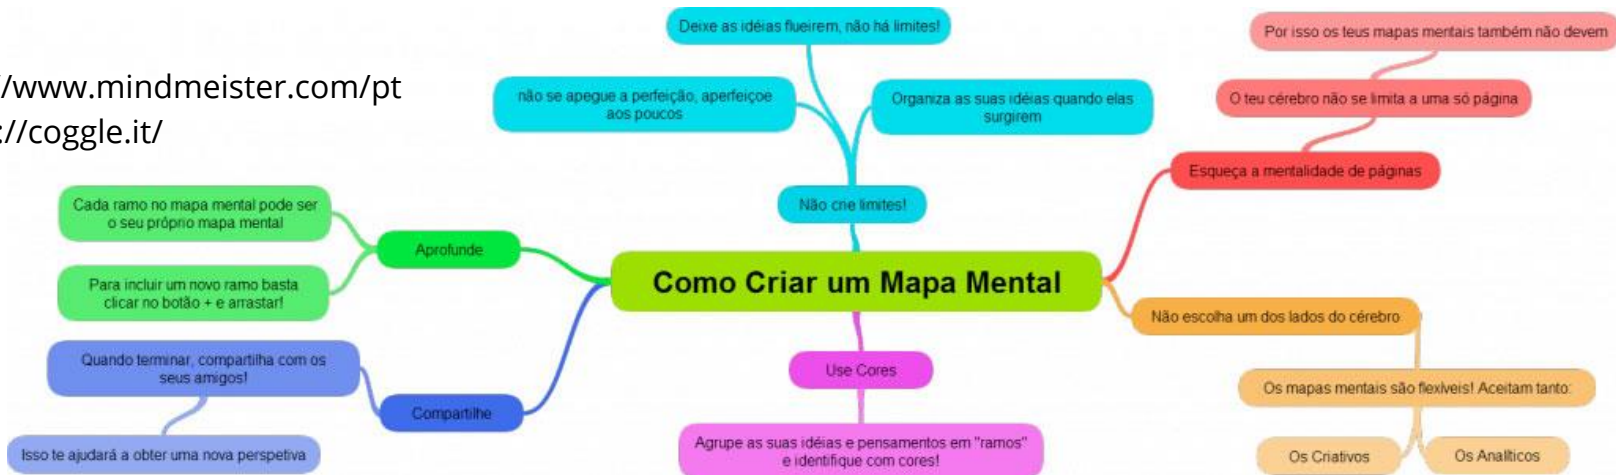 /www.mindmeister.com/pt
://coggle.it/
Deixe as idéias flueirem, não há limites!
não se apegue a perfeição, aperfeiçoe
aos poucos
Organiza as suas idéias quando elas
surgirem
Não crie limites!
Por isso os teus mapas mentais também não devem
O teu cérebro não se limita a uma só página
Esqueça a mentalidade de páginas
Cada ramo no mapa mental pode ser
o seu próprio mapa mental
Aprofunde
Para incluir um novo ramo basta
clicar no botão + e arrastar!
Como Criar um Mapa Mental
Não escolha um dos lados do cérebro
Os mapas mentais são flexíveis! Aceitam tanto:
Os Criativos
Os Analíticos
Quando terminar, compartilha com os
seus amigos!
Compartilhe
Isso te ajudará a obter uma nova perspetiva
Use Cores
Agrupe as suas idéias e pensamentos em "ramos"
e identifique com cores!